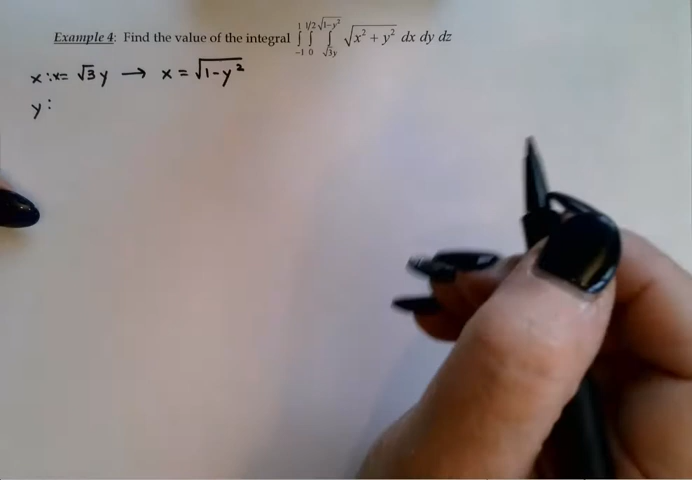 Example 4: Find the value of the integral ∫_{-1}^{1} ∫_{0}^{1/2} ∫_{√3y}^{√(1-y²)} √(x² + y²) dx dy dz
x: x = √3 y → x = √(1-y²)
y: